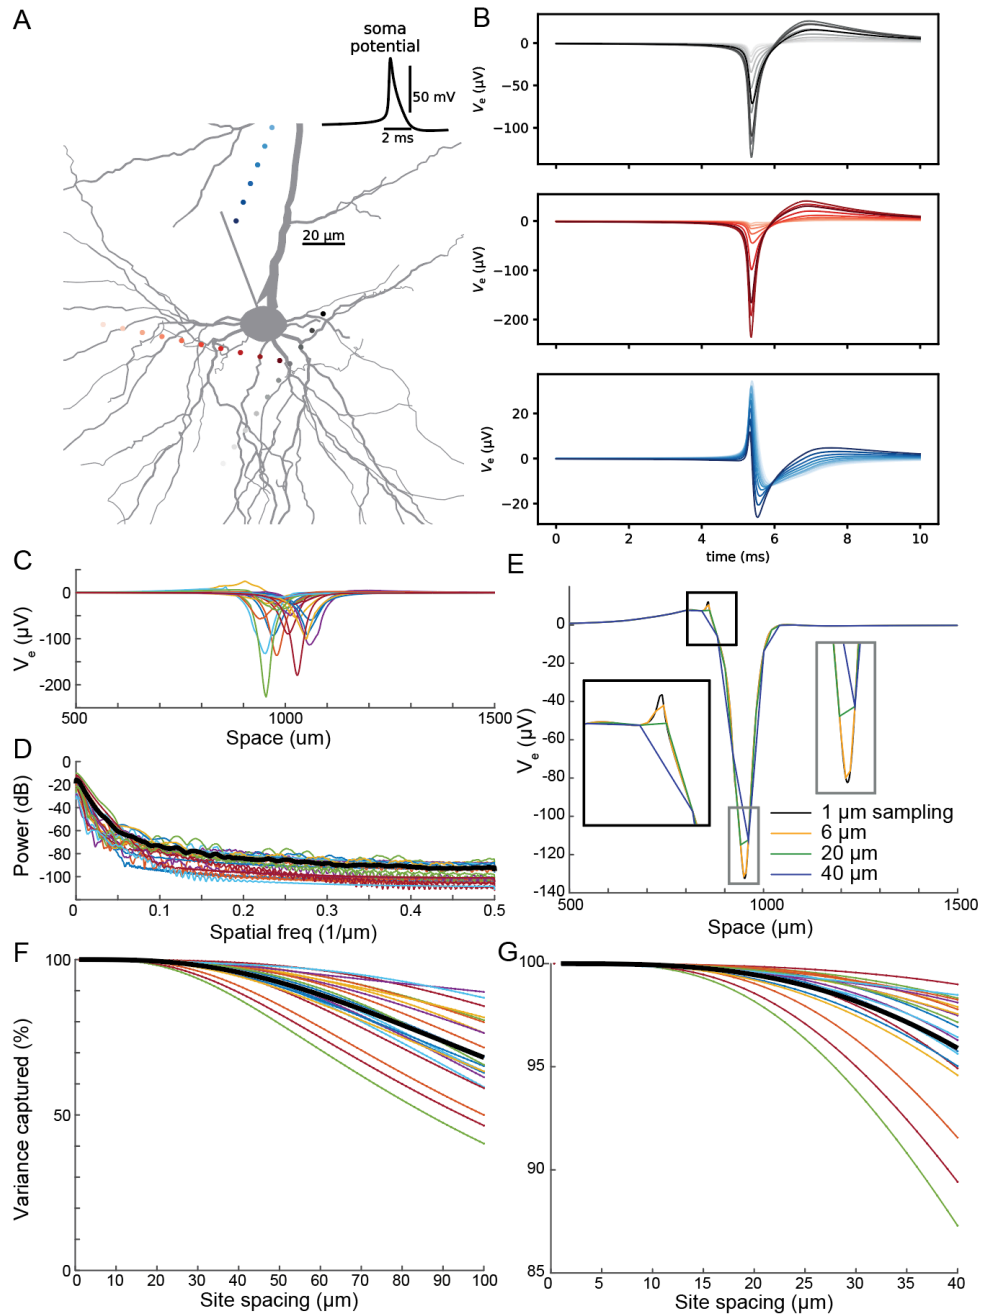 A
soma
potential
50 mV
2 ms
20 µm
B
0
−50
−100
Ve (µV)
0
−100
−200
Ve (µV)
20
0
−20
Ve (µV)
0 2 4 6 8 10
time (ms)
C
0
-100
-200
Ve (µV)
500 1000 1500
Space (um)
D
0
-20
-40
-60
-80
-100
Power (dB)
0 0.1 0.2 0.3 0.4 0.5
Spatial freq (1/µm)
E
0
-20
-40
-60
-80
-100
-120
-140
Ve (µV)
1 µm sampling
6 µm
20 µm
40 µm
500 1000 1500
Space (µm)
F
100
50
0
Variance captured (%)
0 10 20 30 40 50 60 70 80 90 100
Site spacing (µm)
G
100
95
90
85
0 5 10 15 20 25 30 35 40
Site spacing (µm)